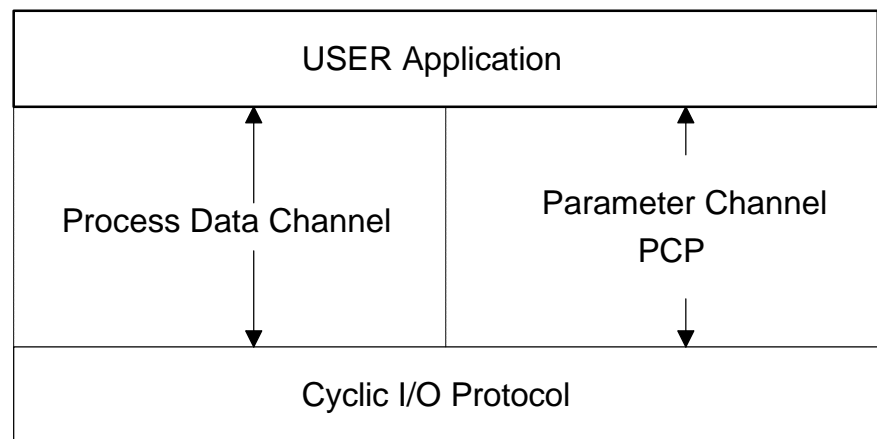 USER Application
Process Data Channel
Parameter Channel
PCP
Cyclic I/O Protocol